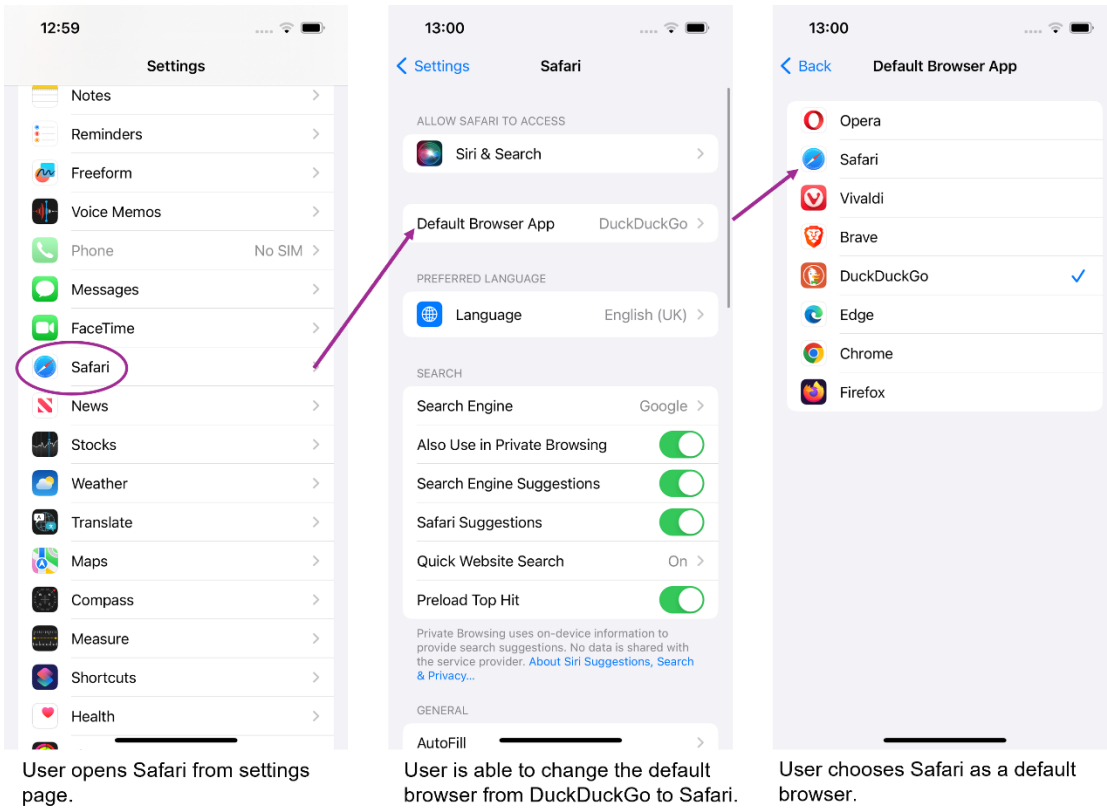 12:59
Settings
Notes
Reminders
Freeform
Voice Memos
Phone No SIM
Messages
FaceTime
Safari
News
Stocks
Weather
Translate
Maps
Compass
Measure
Shortcuts
Health
User opens Safari from settings
page.
13:00
Settings Safari
ALLOW SAFARI TO ACCESS
Siri & Search
Default Browser App DuckDuckGo
PREFERRED LANGUAGE
Language English (UK)
SEARCH
Search Engine Google
Also Use in Private Browsing
Search Engine Suggestions
Safari Suggestions
Quick Website Search On
Preload Top Hit
Private Browsing uses on-device information to
provide search suggestions. No data is shared with
the service provider. About Siri Suggestions, Search
& Privacy...
GENERAL
AutoFill
User is able to change the default
browser from DuckDuckGo to Safari.
13:00
Back Default Browser App
Opera
Safari
Vivaldi
Brave
DuckDuckGo
Edge
Chrome
Firefox
User chooses Safari as a default
browser.